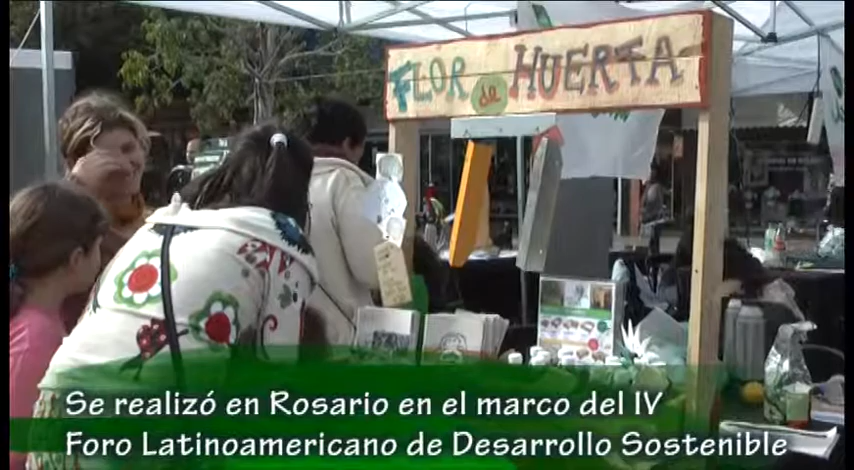 FLOR de HUERTA
Se realizó en Rosario en el marco del IV
Foro Latinoamericano de Desarrollo Sostenible